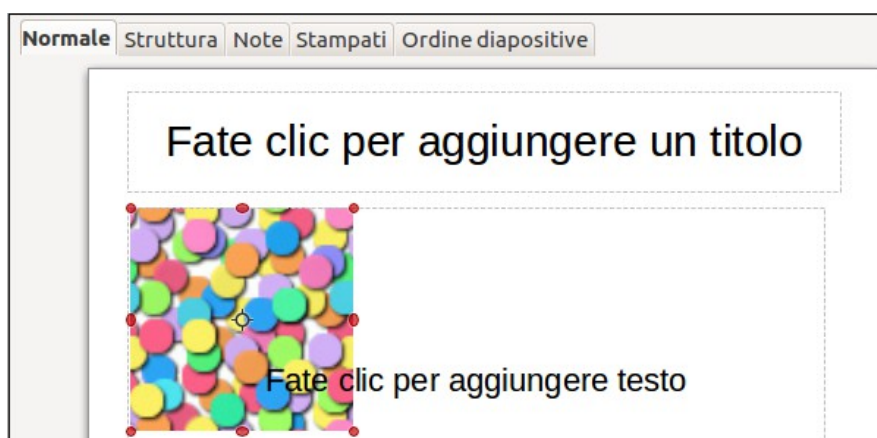 Normale Struttura Note Stampati Ordine diapositive
Fate clic per aggiungere un titolo
Fate clic per aggiungere testo